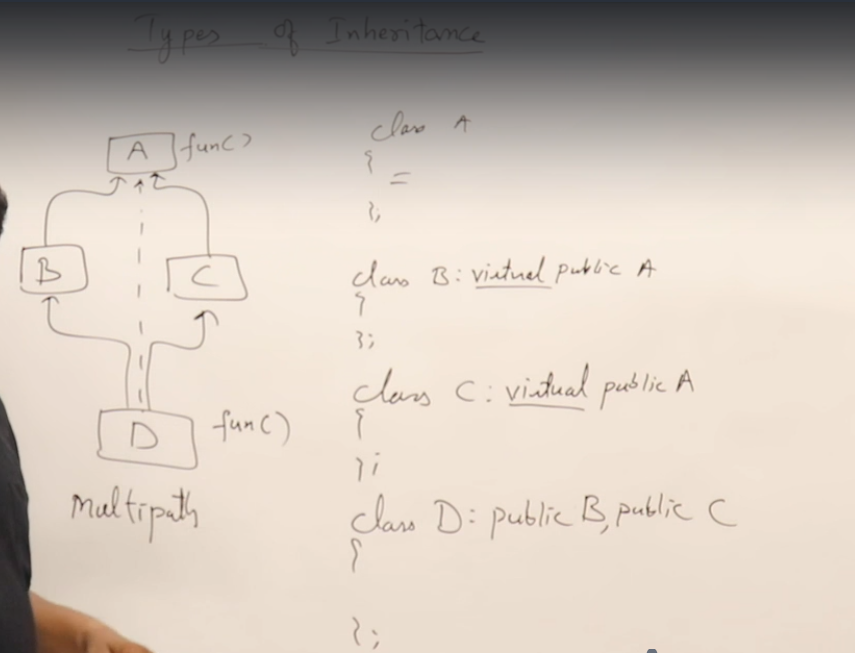 Types of Inheritance
A fun()
B
C
D fun()
Multipath
class A
{
=
};
class B: virtual public A
{
};
class C: virtual public A
{
};
class D: public B, public C
{
};